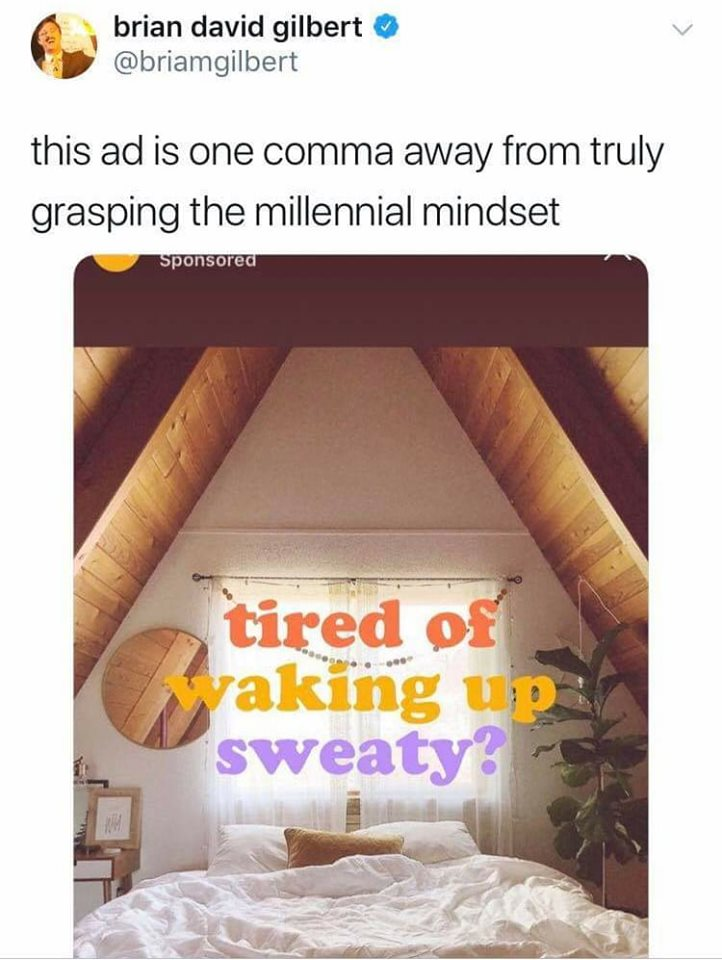 brian david gilbert
@briamgilbert
this ad is one comma away from truly
grasping the millennial mindset
Sponsored
tired of
waking up
sweaty?